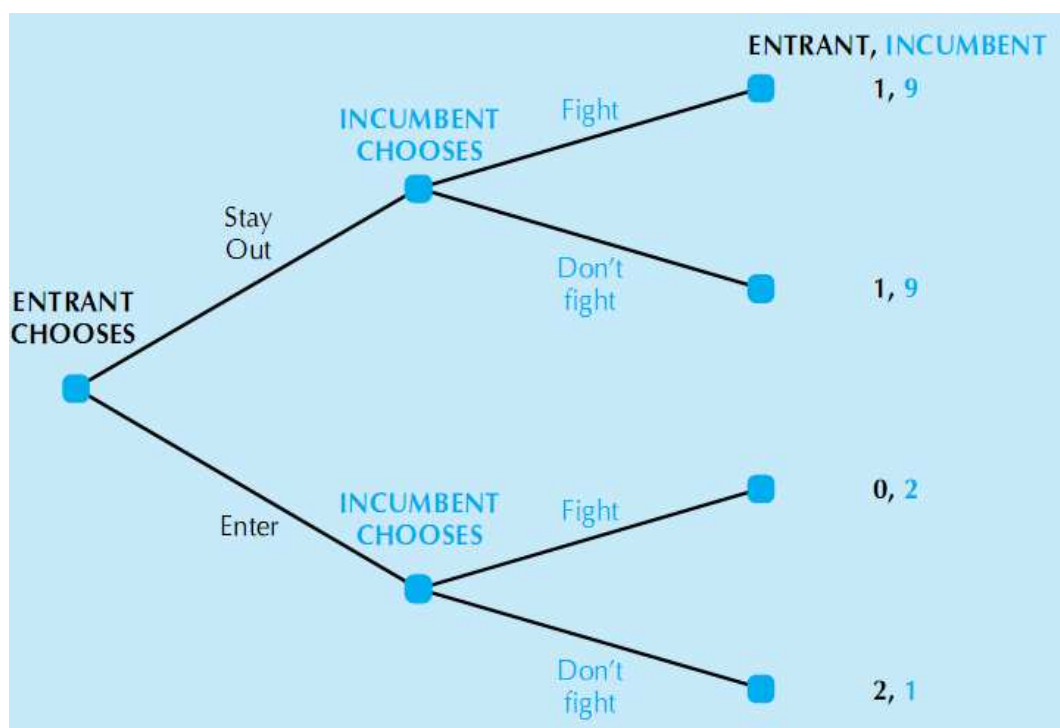 ENTRANT, INCUMBENT
1, 9
Fight
INCUMBENT
CHOOSES
Stay
Out
Don't
fight
1, 9
ENTRANT
CHOOSES
0, 2
INCUMBENT
CHOOSES
Fight
Enter
Don't
fight
2, 1